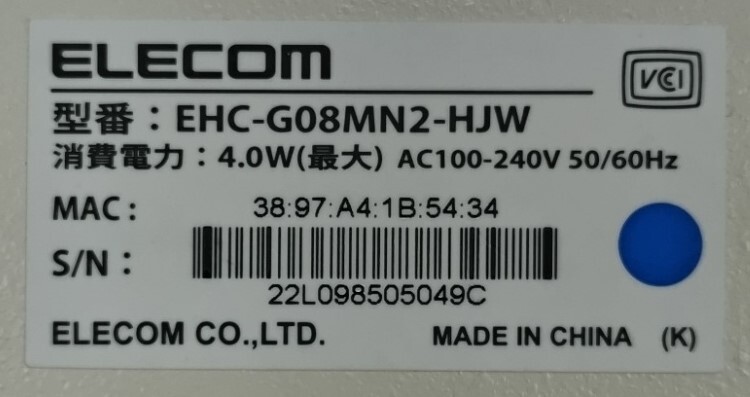 ELECOM
VCCI
型番：EHC-G08MN2-HJW
消費電力：4.0W(最大) AC100-240V 50/60Hz
MAC: 38:97:A4:1B:54:34
S/N：
22L098505049C
ELECOM CO.,LTD. MADE IN CHINA (K)